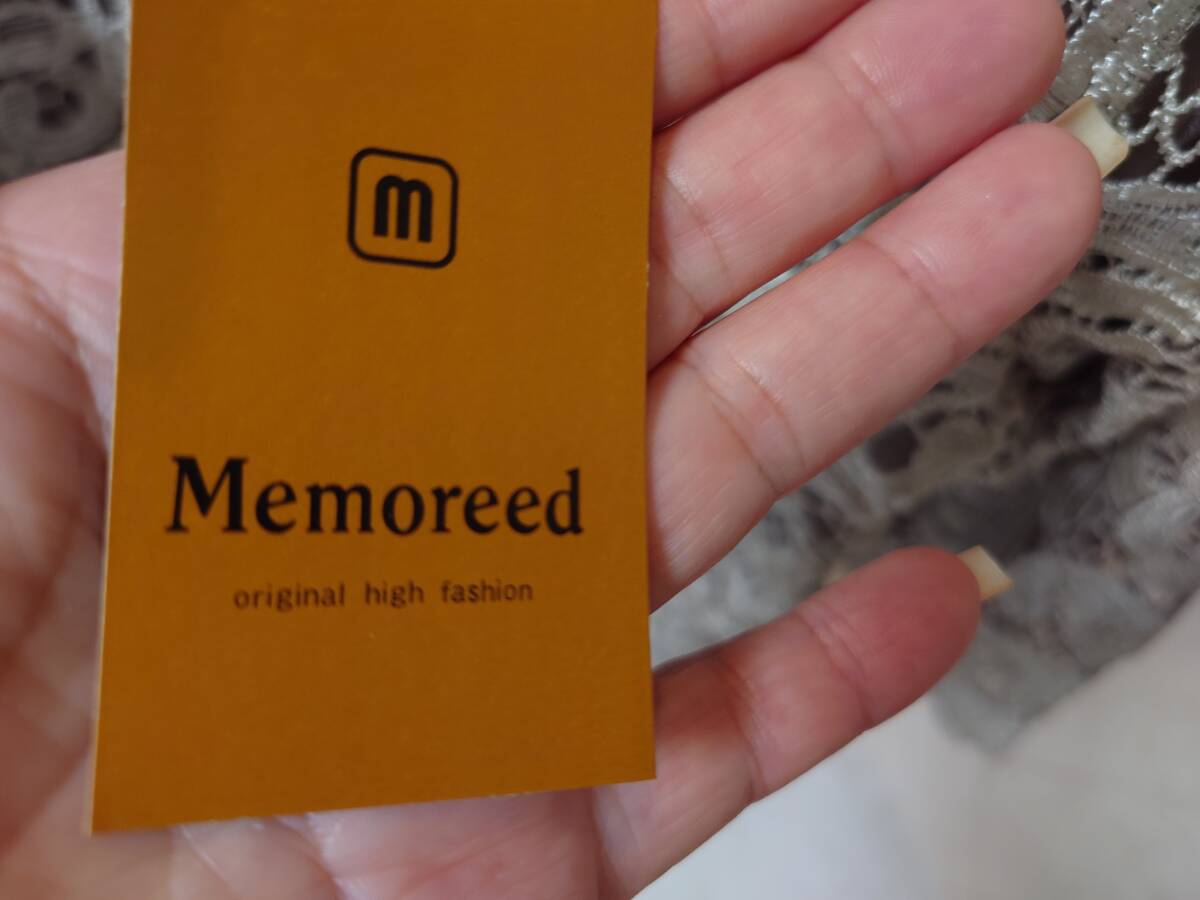 m
Memoreed
original high fashion